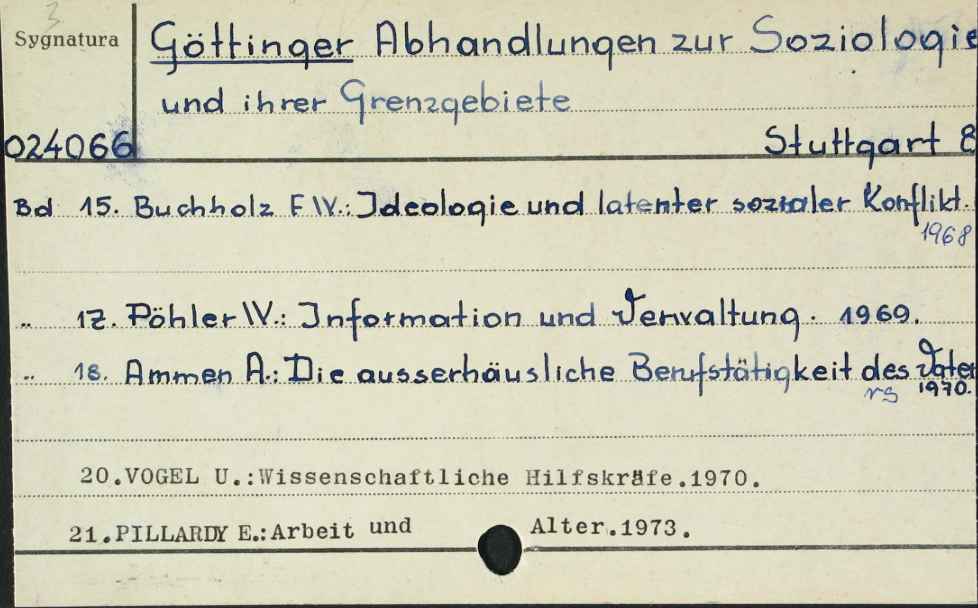 3
Sygnatura
Göttinger Abhandlungen zur Soziologie
und ihrer Grenzgebiete
024066
Stuttgart E
Bd 15. Buchholz F W.: Ideologie und latenter sozialer Konflikt.
1968
" 17. Pöhler W.: Information und Verwaltung. 1969.
" 18. Ammen A.: Die ausserhäusliche Berufstätigkeit des Vaters
1970.
20.VOGEL U.:Wissenschaftliche Hilfskräfe.1970.
21.PILLARDY E.:Arbeit und Alter.1973.